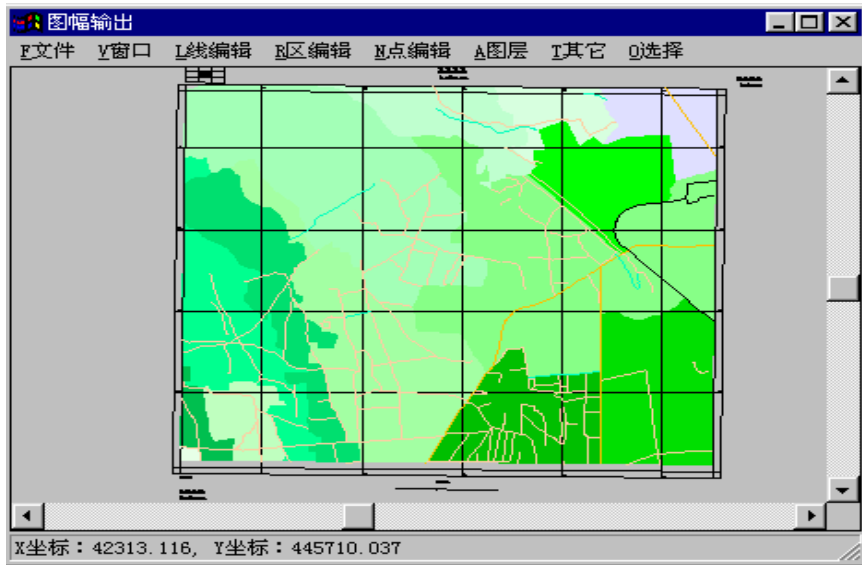 图幅输出
F文件 V窗口 L线编辑 R区编辑 N点编辑 A图层 T其它 O选择
X坐标：42313.116, Y坐标：445710.037